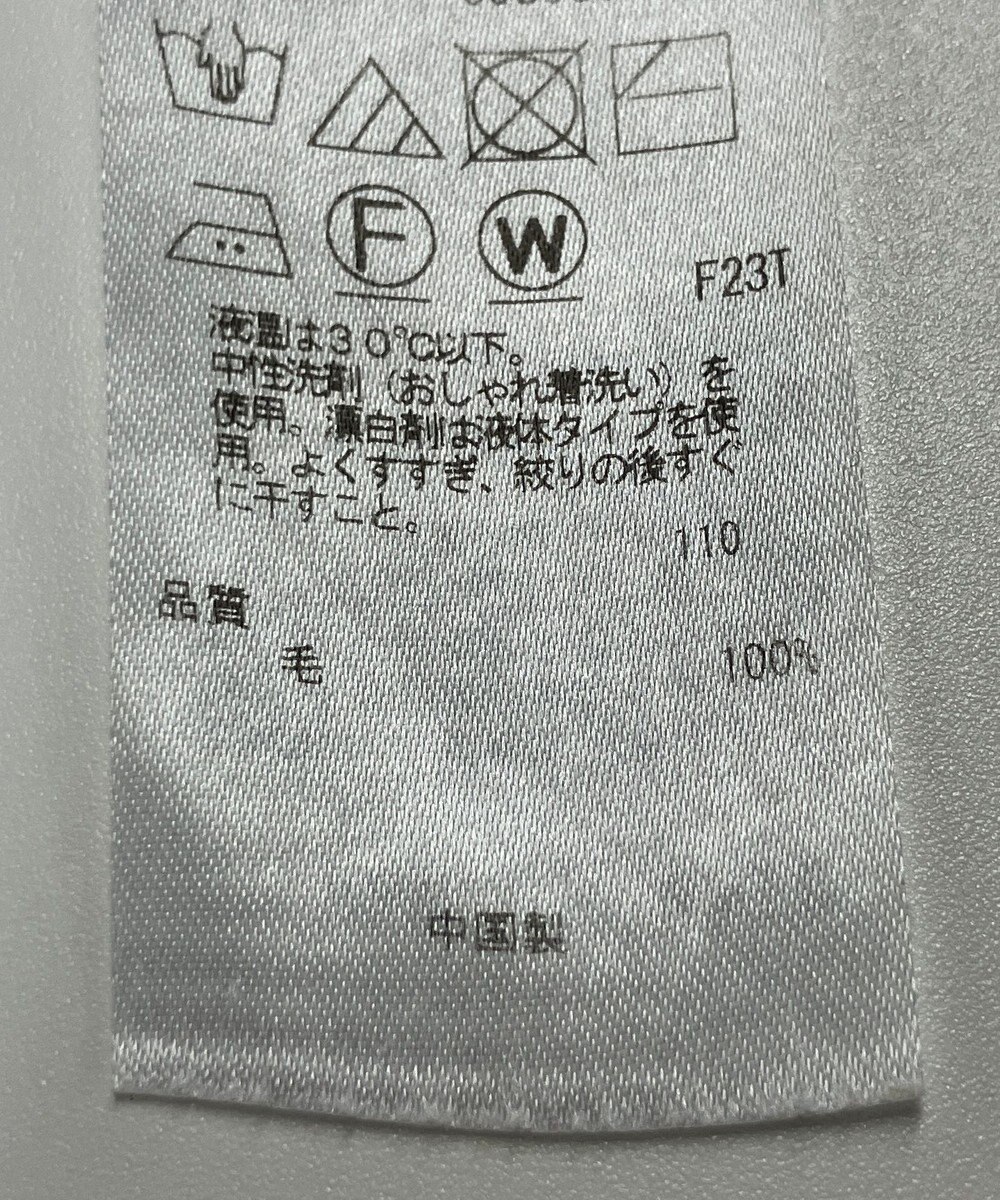 F
W
F23T
液温は30℃以下。
中性洗剤（おしゃれ着洗い）を
使用。漂白剤は液体タイプを使
用。よくすすぎ、絞りの後すぐ
に干すこと。
110
品質
毛 100%
中国製